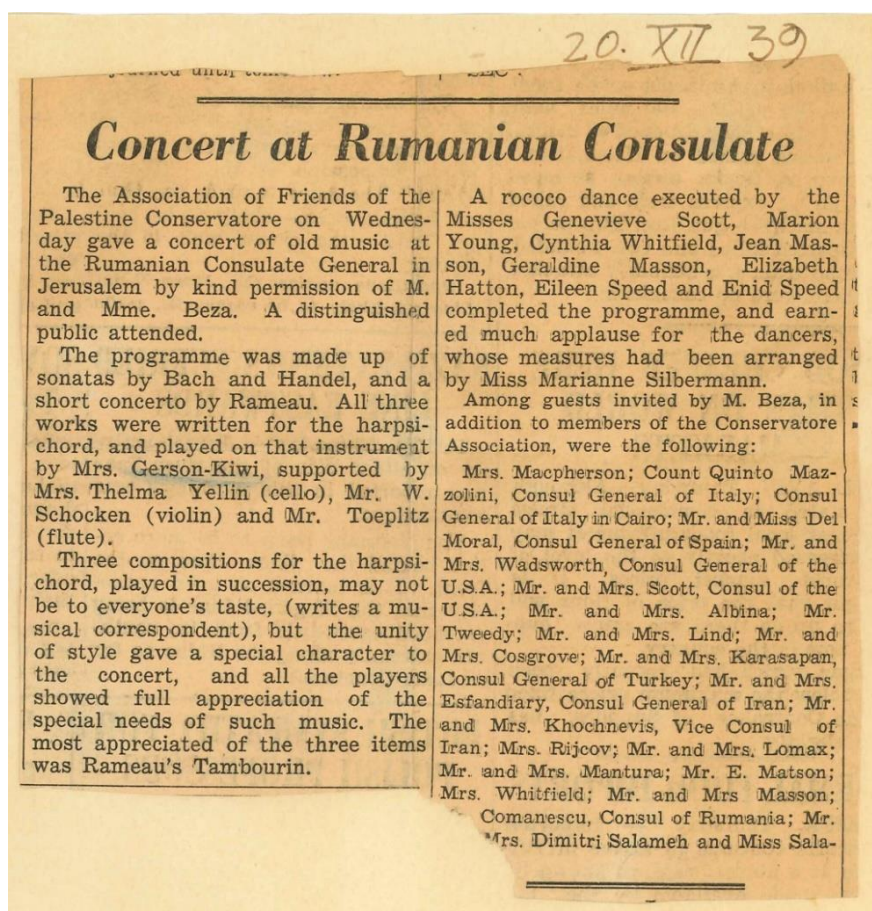 20. XII 39
Concert at Rumanian Consulate
The Association of Friends of the
Palestine Conservatore on Wednes-
day gave a concert of old music at
the Rumanian Consulate General in
Jerusalem by kind permission of M.
and Mme. Beza. A distinguished
public attended.
The programme was made up of
sonatas by Bach and Handel, and a
short concerto by Rameau. All three
works were written for the harpsi-
chord, and played on that instrument
by Mrs. Gerson-Kiwi, supported by
Mrs. Thelma Yellin (cello), Mr. W.
Schocken (violin) and Mr. Toeplitz
(flute).
Three compositions for the harpsi-
chord, played in succession, may not
be to everyone's taste, (writes a mu-
sical correspondent), but the unity
of style gave a special character to
the concert, and all the players
showed full appreciation of the
special needs of such music. The
most appreciated of the three items
was Rameau's Tambourin.
A rococo dance executed by the
Misses Genevieve Scott, Marion
Young, Cynthia Whitfield, Jean Mas-
son, Geraldine Masson, Elizabeth
Hatton, Eileen Speed and Enid Speed
completed the programme, and earn-
ed much applause for the dancers,
whose measures had been arranged
by Miss Marianne Silbermann.
Among guests invited by M. Beza, in
addition to members of the Conservatore
Association, were the following:
Mrs. Macpherson; Count Quinto Maz-
zolini, Consul General of Italy; Consul
General of Italy in Cairo; Mr. and Miss Del
Moral, Consul General of Spain; Mr. and
Mrs. Wadsworth, Consul General of the
U.S.A.; Mr. and Mrs. Scott, Consul of the
U.S.A.; Mr. and Mrs. Albina; Mr.
Tweedy; Mr. and Mrs. Lind; Mr. and
Mrs. Cosgrove; Mr. and Mrs. Karasapan,
Consul General of Turkey; Mr. and Mrs.
Esfandiary, Consul General of Iran; Mr.
and Mrs. Khochnevis, Vice Consul of
Iran; Mrs. Rijcov; Mr. and Mrs. Lomax;
Mr. and Mrs. Mantura; Mr. E. Matson;
Mrs. Whitfield; Mr. and Mrs Masson;
Comanescu, Consul of Rumania; Mr.
Mrs. Dimitri Salameh and Miss Sala-